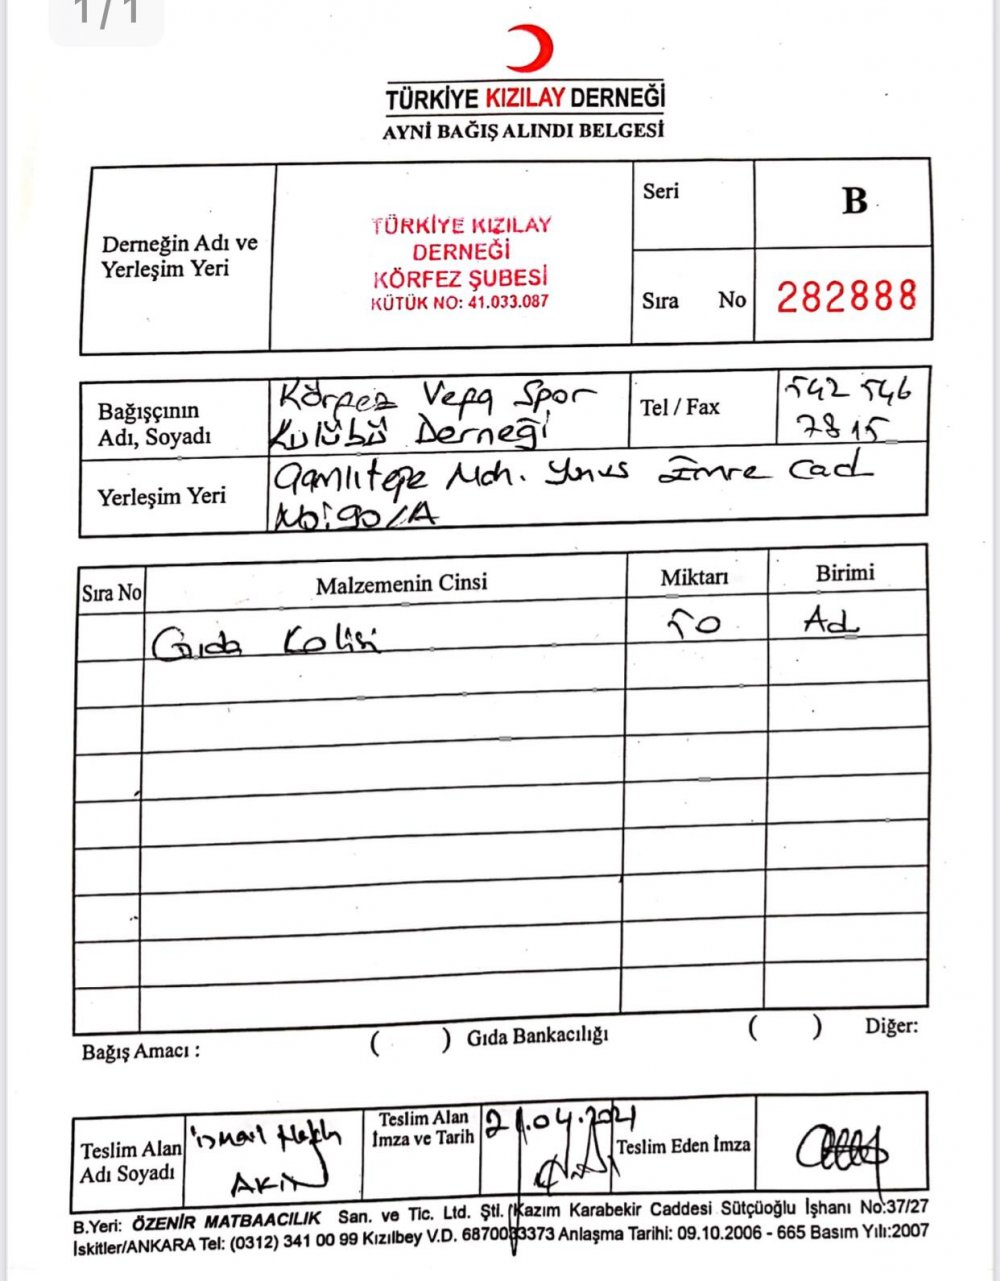 1 / 1
TÜRKİYE KIZILAY DERNEĞİ
AYNİ BAĞIŞ ALINDI BELGESİ
Derneğin Adı ve
Yerleşim Yeri
TÜRKİYE KIZILAY
DERNEĞİ
KÖRFEZ ŞUBESİ
KÜTÜK NO: 41.033.087
Seri
B
Sıra No
282888
Bağışçının
Adı, Soyadı
Körfez Vefa Spor
Kulübü Derneği
Tel / Fax
542 546
78 15
Yerleşim Yeri
Çamlıtepe Mah. Yunus Emre Cad
No:90/A
Sıra No Malzemenin Cinsi Miktarı Birimi
Gıda Kolisi 50 Ad
Bağış Amacı : ( ) Gıda Bankacılığı ( ) Diğer:
Teslim Alan
Adı Soyadı
İsmail
AKIN
Teslim Alan
İmza ve Tarih
21.04.2021
Teslim Eden İmza
B.Yeri: ÖZENİR MATBAACILIK San. ve Tic. Ltd. Şti. (Kazım Karabekir Caddesi Sütçüoğlu İşhanı No:37/27
İskitler/ANKARA Tel: (0312) 341 00 99 Kızılbey V.D. 6870033373 Anlaşma Tarihi: 09.10.2006 - 665 Basım Yılı:2007